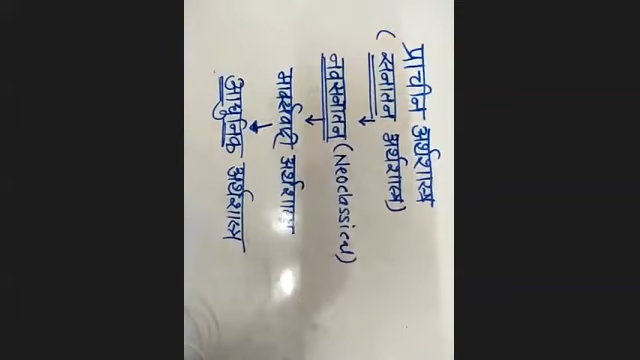 प्राचीन अर्थशास्त्र
(सनातन अर्थशास्त्र)
↓
नवसनातन (Neoclassical)
↓
मार्क्सवादी अर्थशास्त्र
↓
आधुनिक अर्थशास्त्र